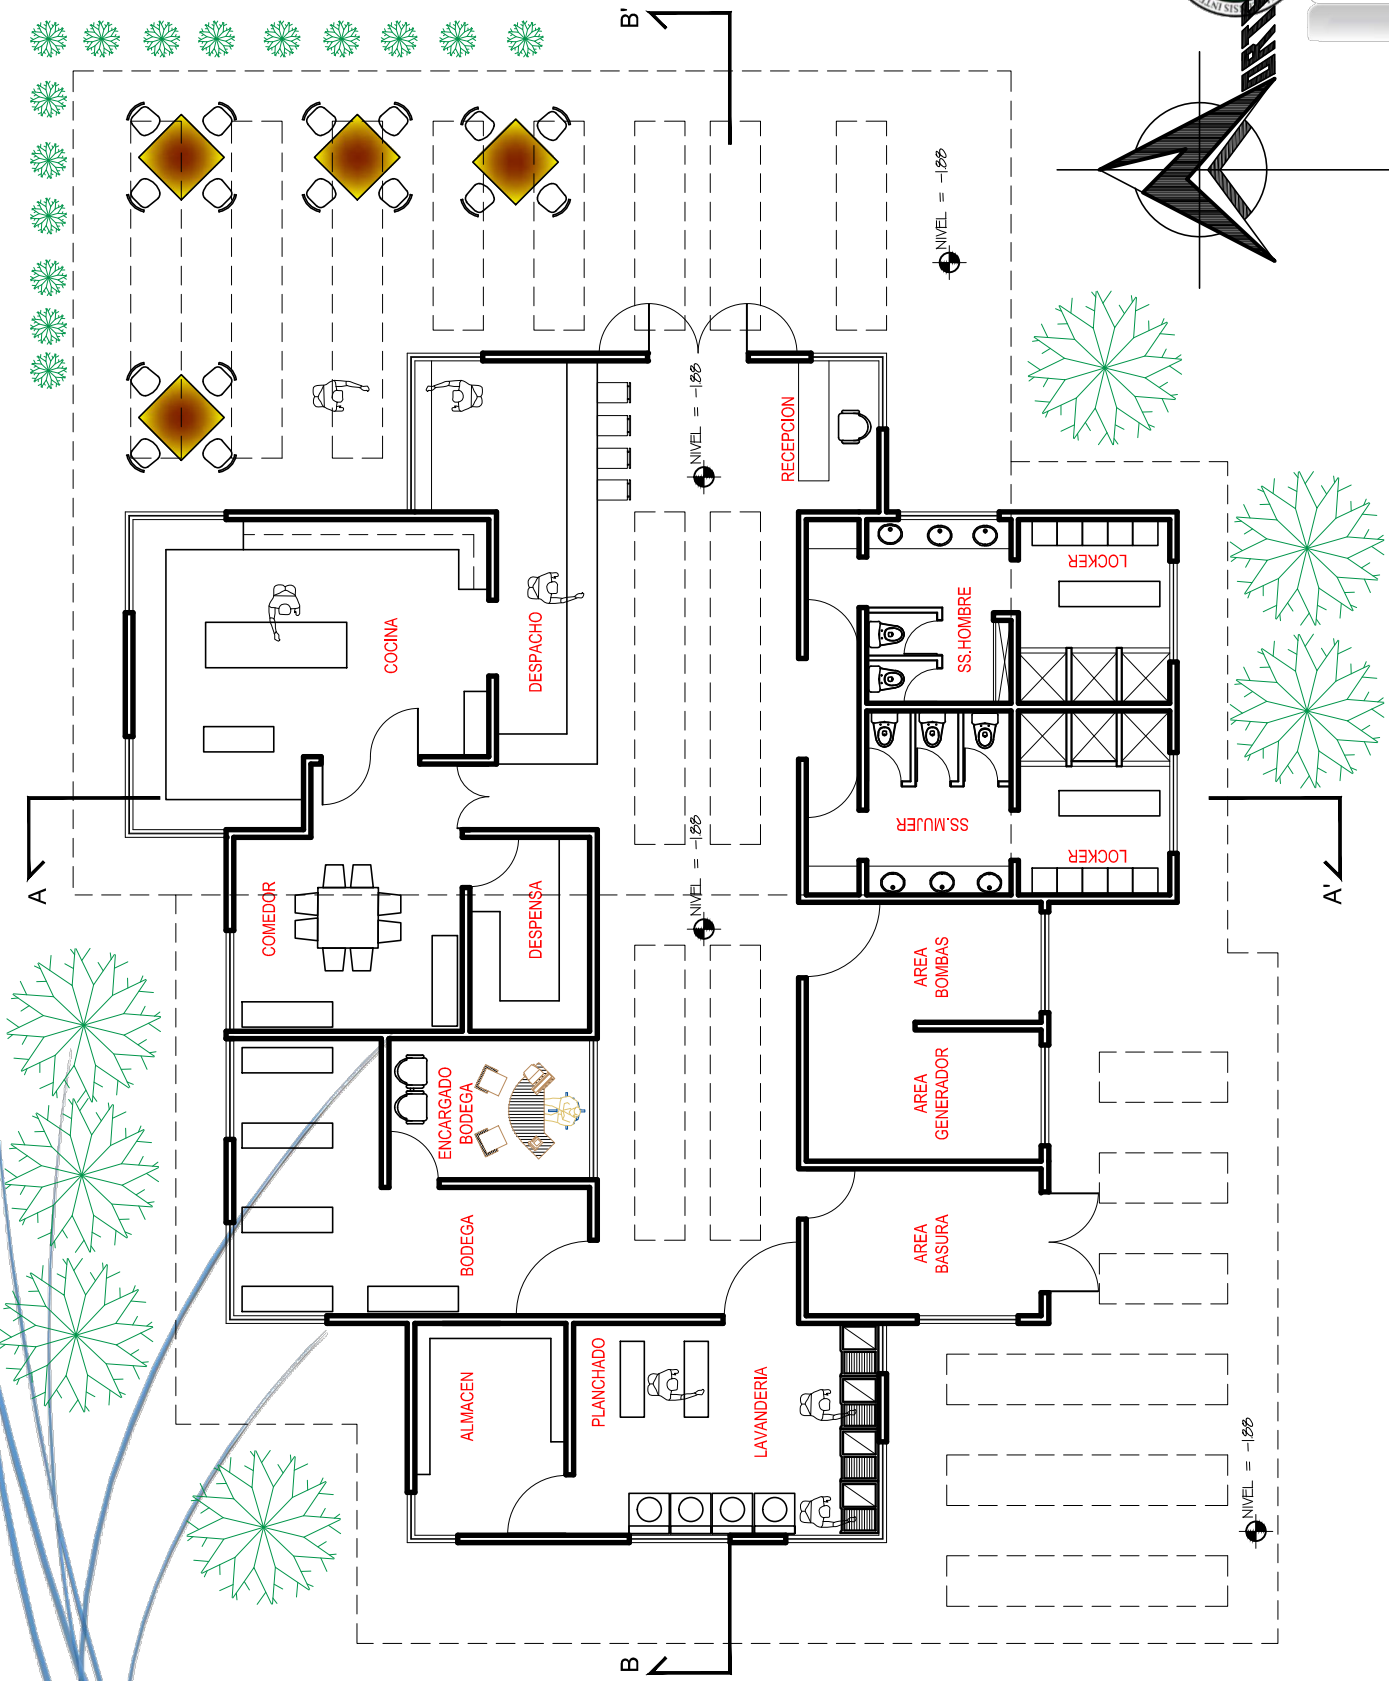 B'
NIVEL = -1.88
NIVEL = -1.88
RECEPCION
COCINA
DESPACHO
SS.HOMBRE
LOCKER
SS.MUJER
LOCKER
A
A'
NIVEL = -1.88
COMEDOR
DESPENSA
AREA
BOMBAS
AREA
GENERADOR
ENCARGADO
BODEGA
BODEGA
AREA
BASURA
ALMACEN
PLANCHADO
LAVANDERIA
NIVEL = -1.88
B